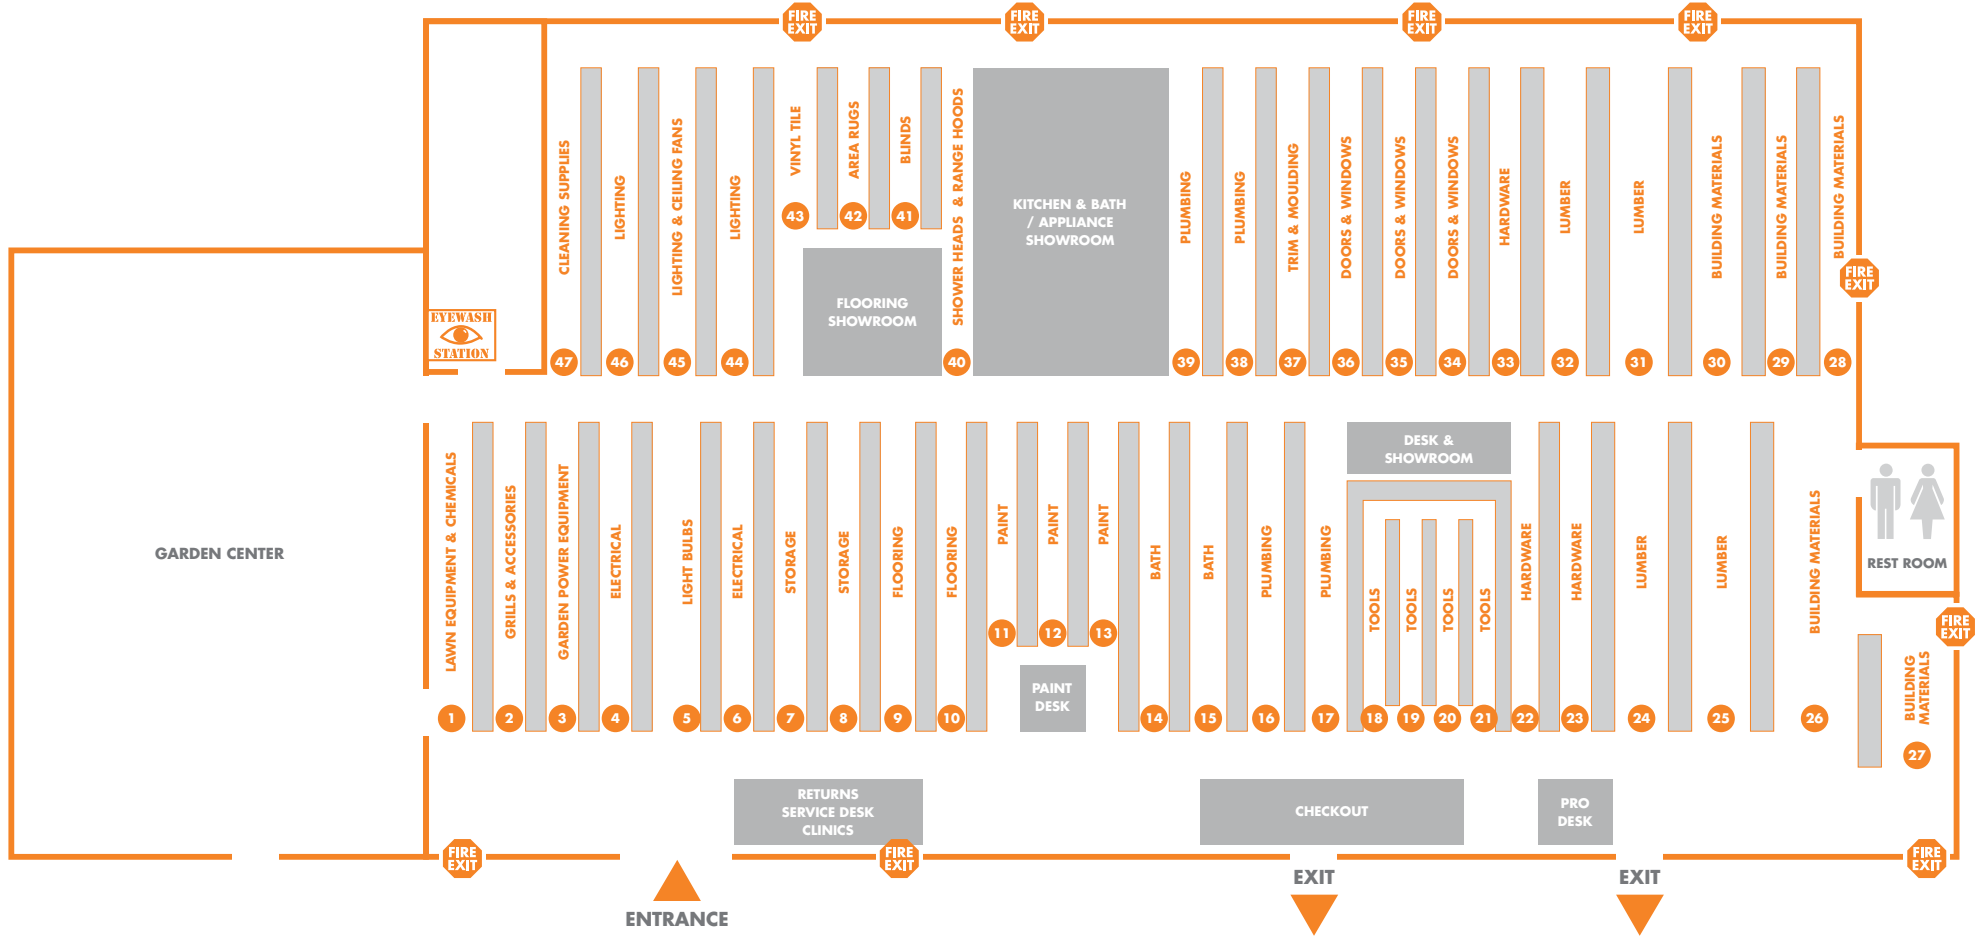 FIRE
EXIT
FIRE
EXIT
FIRE
EXIT
FIRE
EXIT
CLEANING SUPPLIES
47
LIGHTING
46
LIGHTING & CEILING FANS
45
LIGHTING
44
VINYL TILE
43
AREA RUGS
42
BLINDS
41
FLOORING
SHOWROOM
SHOWER HEADS & RANGE HOODS
40
KITCHEN & BATH
/ APPLIANCE
SHOWROOM
PLUMBING
39
PLUMBING
38
TRIM & MOULDING
37
DOORS & WINDOWS
36
DOORS & WINDOWS
35
DOORS & WINDOWS
34
HARDWARE
33
LUMBER
32
LUMBER
31
BUILDING MATERIALS
30
BUILDING MATERIALS
29
BUILDING MATERIALS
28
FIRE
EXIT
EYEWASH
STATION
GARDEN CENTER
LAWN EQUIPMENT & CHEMICALS
1
GRILLS & ACCESSORIES
2
GARDEN POWER EQUIPMENT
3
ELECTRICAL
4
LIGHT BULBS
5
ELECTRICAL
6
STORAGE
7
STORAGE
8
FLOORING
9
FLOORING
10
PAINT
11
PAINT
12
PAINT
13
PAINT
DESK
BATH
14
BATH
15
PLUMBING
16
PLUMBING
17
DESK &
SHOWROOM
TOOLS
18
TOOLS
19
TOOLS
20
TOOLS
21
HARDWARE
22
HARDWARE
23
LUMBER
24
LUMBER
25
BUILDING MATERIALS
26
REST ROOM
FIRE
EXIT
BUILDING
MATERIALS
27
RETURNS
SERVICE DESK
CLINICS
CHECKOUT
PRO
DESK
FIRE
EXIT
FIRE
EXIT
FIRE
EXIT
ENTRANCE
EXIT
EXIT